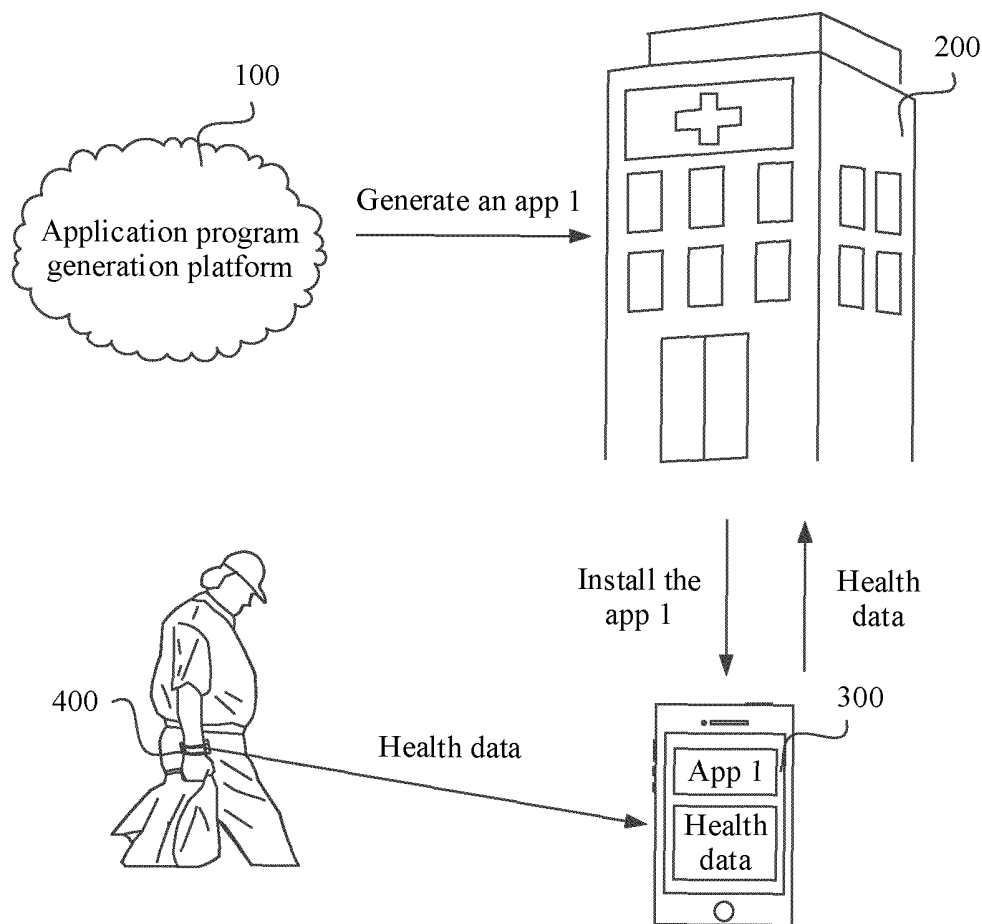 100
200
Generate an app 1
Application program
generation platform
Install the
app 1
Health
data
400
300
Health data
App 1
Health
data